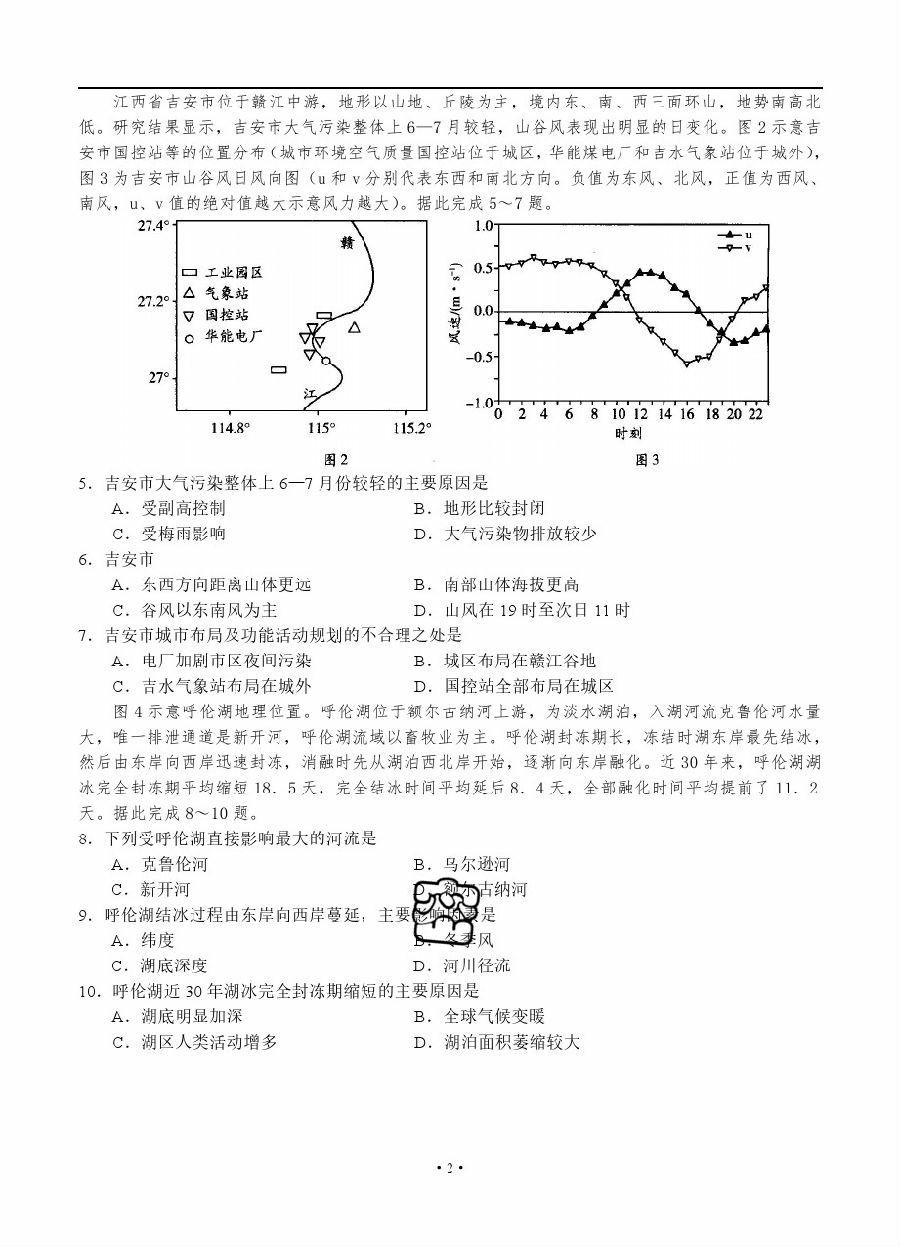 江西省吉安市位于赣江中游，地形以山地、丘陵为主，境内东、南、西三面环山，地势南高北
低。研究结果显示，吉安市大气污染整体上6—7月较轻，山谷风表现出明显的日变化。图2示意吉
安市国控站等的位置分布（城市环境空气质量国控站位于城区，华能煤电厂和吉水气象站位于城外），
图3为吉安市山谷风日风向图（u和v分别代表东西和南北方向。负值为东风、北风，正值为西风、
南风，u、v值的绝对值越大示意风力越大）。据此完成5～7题。
27.4°
27.2°
27°
赣
工业园区
气象站
国控站
华能电厂
江
114.8° 115° 115.2°
图2
1.0
0.5
0.0
-0.5
-1.0
风速/(m·s⁻¹)
u
v
0 2 4 6 8 10 12 14 16 18 20 22
时刻
图3
5．吉安市大气污染整体上6—7月份较轻的主要原因是
A．受副高控制 B．地形比较封闭
C．受梅雨影响 D．大气污染物排放较少
6．吉安市
A．东西方向距离山体更远 B．南部山体海拔更高
C．谷风以东南风为主 D．山风在19时至次日11时
7．吉安市城市布局及功能活动规划的不合理之处是
A．电厂加剧市区夜间污染 B．城区布局在赣江谷地
C．吉水气象站布局在城外 D．国控站全部布局在城区
图4示意呼伦湖地理位置。呼伦湖位于额尔古纳河上游，为淡水湖泊，入湖河流克鲁伦河水量
大，唯一排泄通道是新开河，呼伦湖流域以畜牧业为主。呼伦湖封冻期长，冻结时湖东岸最先结冰，
然后由东岸向西岸迅速封冻，消融时先从湖泊西北岸开始，逐渐向东岸融化。近30年来，呼伦湖湖
冰完全封冻期平均缩短18．5天，完全结冰时间平均延后8．4天，全部融化时间平均提前了11．2
天。据此完成8～10题。
8．下列受呼伦湖直接影响最大的河流是
A．克鲁伦河 B．乌尔逊河
C．新开河 D．额尔古纳河
9．呼伦湖结冰过程由东岸向西岸蔓延，主要影响因素是
A．纬度 B．冬季风
C．湖底深度 D．河川径流
10．呼伦湖近30年湖冰完全封冻期缩短的主要原因是
A．湖底明显加深 B．全球气候变暖
C．湖区人类活动增多 D．湖泊面积萎缩较大
·2·